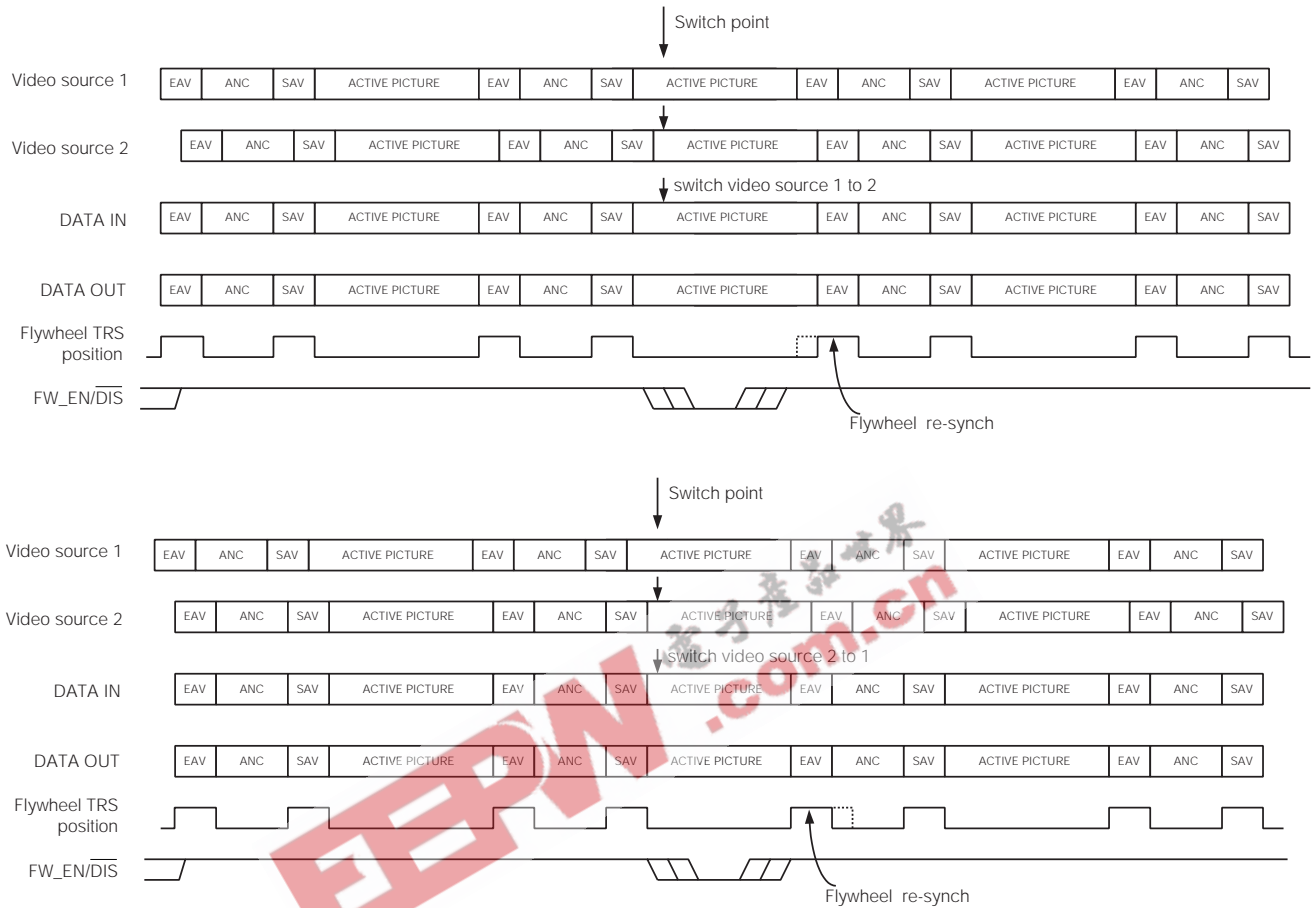 Switch point
Video source 1 EAV ANC SAV ACTIVE PICTURE EAV ANC SAV ACTIVE PICTURE EAV ANC SAV ACTIVE PICTURE EAV ANC SAV
Video source 2 EAV ANC SAV ACTIVE PICTURE EAV ANC SAV ACTIVE PICTURE EAV ANC SAV ACTIVE PICTURE EAV ANC SAV
switch video source 1 to 2
DATA IN EAV ANC SAV ACTIVE PICTURE EAV ANC SAV ACTIVE PICTURE EAV ANC SAV ACTIVE PICTURE EAV ANC SAV
DATA OUT EAV ANC SAV ACTIVE PICTURE EAV ANC SAV ACTIVE PICTURE EAV ANC SAV ACTIVE PICTURE EAV ANC SAV
Flywheel TRS
position
FW_EN/DIS
Flywheel re-synch
Switch point
Video source 1 EAV ANC SAV ACTIVE PICTURE EAV ANC SAV ACTIVE PICTURE EAV ANC SAV ACTIVE PICTURE EAV ANC SAV
Video source 2 EAV ANC SAV ACTIVE PICTURE EAV ANC SAV ACTIVE PICTURE EAV ANC SAV ACTIVE PICTURE EAV ANC SAV
switch video source 2 to 1
DATA IN EAV ANC SAV ACTIVE PICTURE EAV ANC SAV ACTIVE PICTURE EAV ANC SAV ACTIVE PICTURE EAV ANC SAV
DATA OUT EAV ANC SAV ACTIVE PICTURE EAV ANC SAV ACTIVE PICTURE EAV ANC SAV ACTIVE PICTURE EAV ANC SAV
Flywheel TRS
position
FW_EN/DIS
Flywheel re-synch
EEPW
電子産品世界
.com.cn